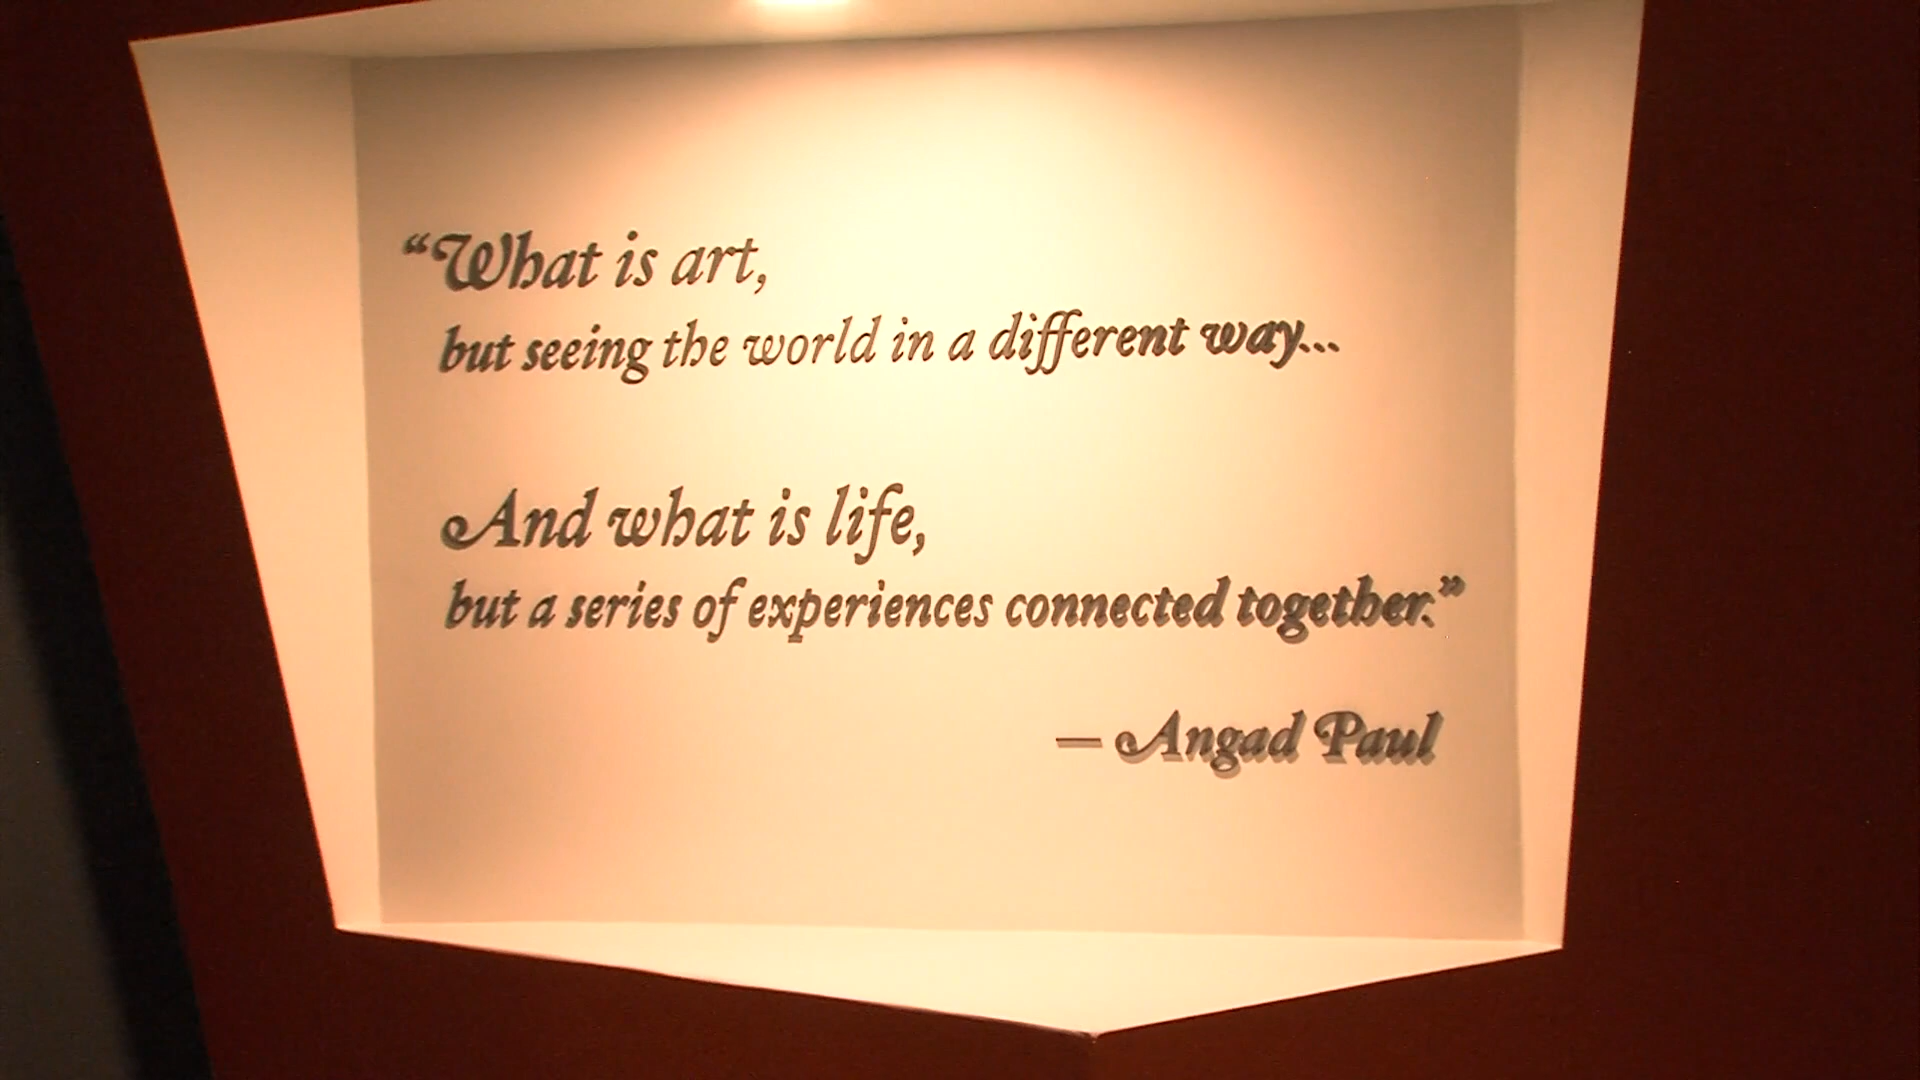 “What is art,
but seeing the world in a different way...
And what is life,
but a series of experiences connected together.”
— Angad Paul